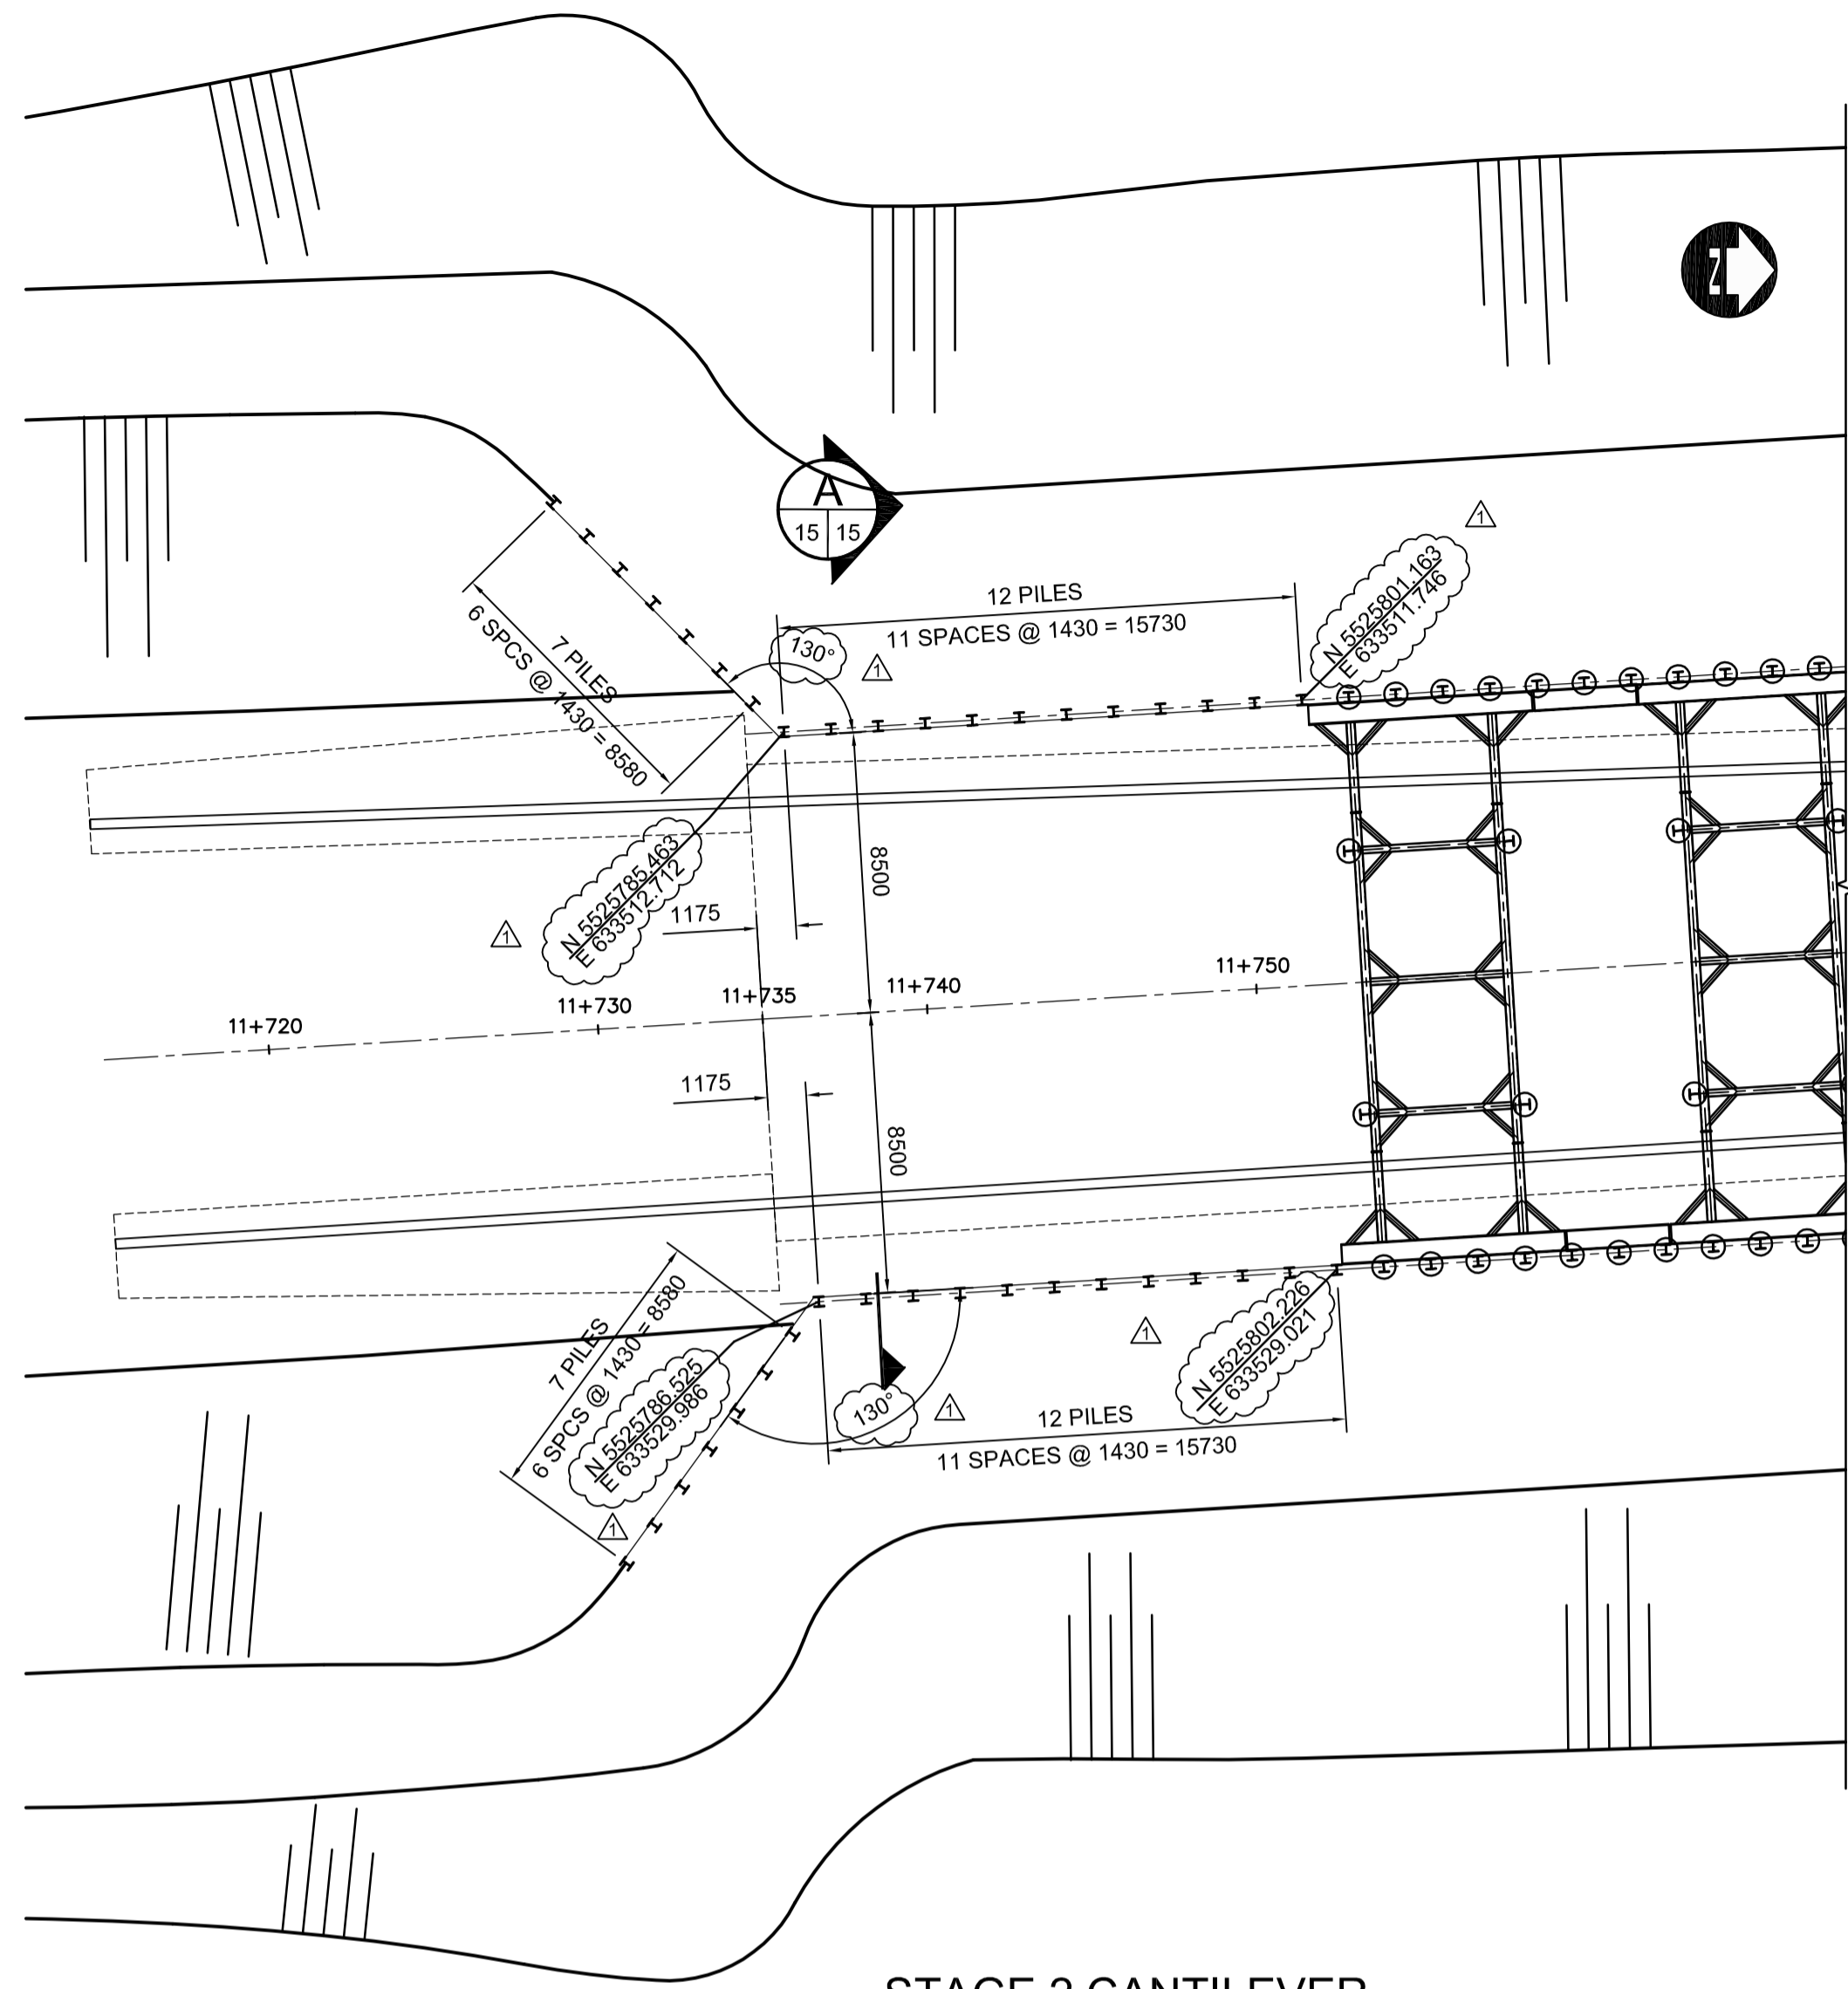 N
A
15 15
1
N 5525801.163
E 633511.746
12 PILES
11 SPACES @ 1430 = 15730
130°
1
7 PILES
6 SPCS @ 1430 = 8580
N 5525785.463
E 633512.712
1
1175
8500
11+720
11+730
11+735
11+740
11+750
1175
8500
7 PILES
6 SPCS @ 1430 = 8580
N 5525786.525
E 633529.986
1
130°
1
1
N 5525802.226
E 633529.021
12 PILES
11 SPACES @ 1430 = 15730